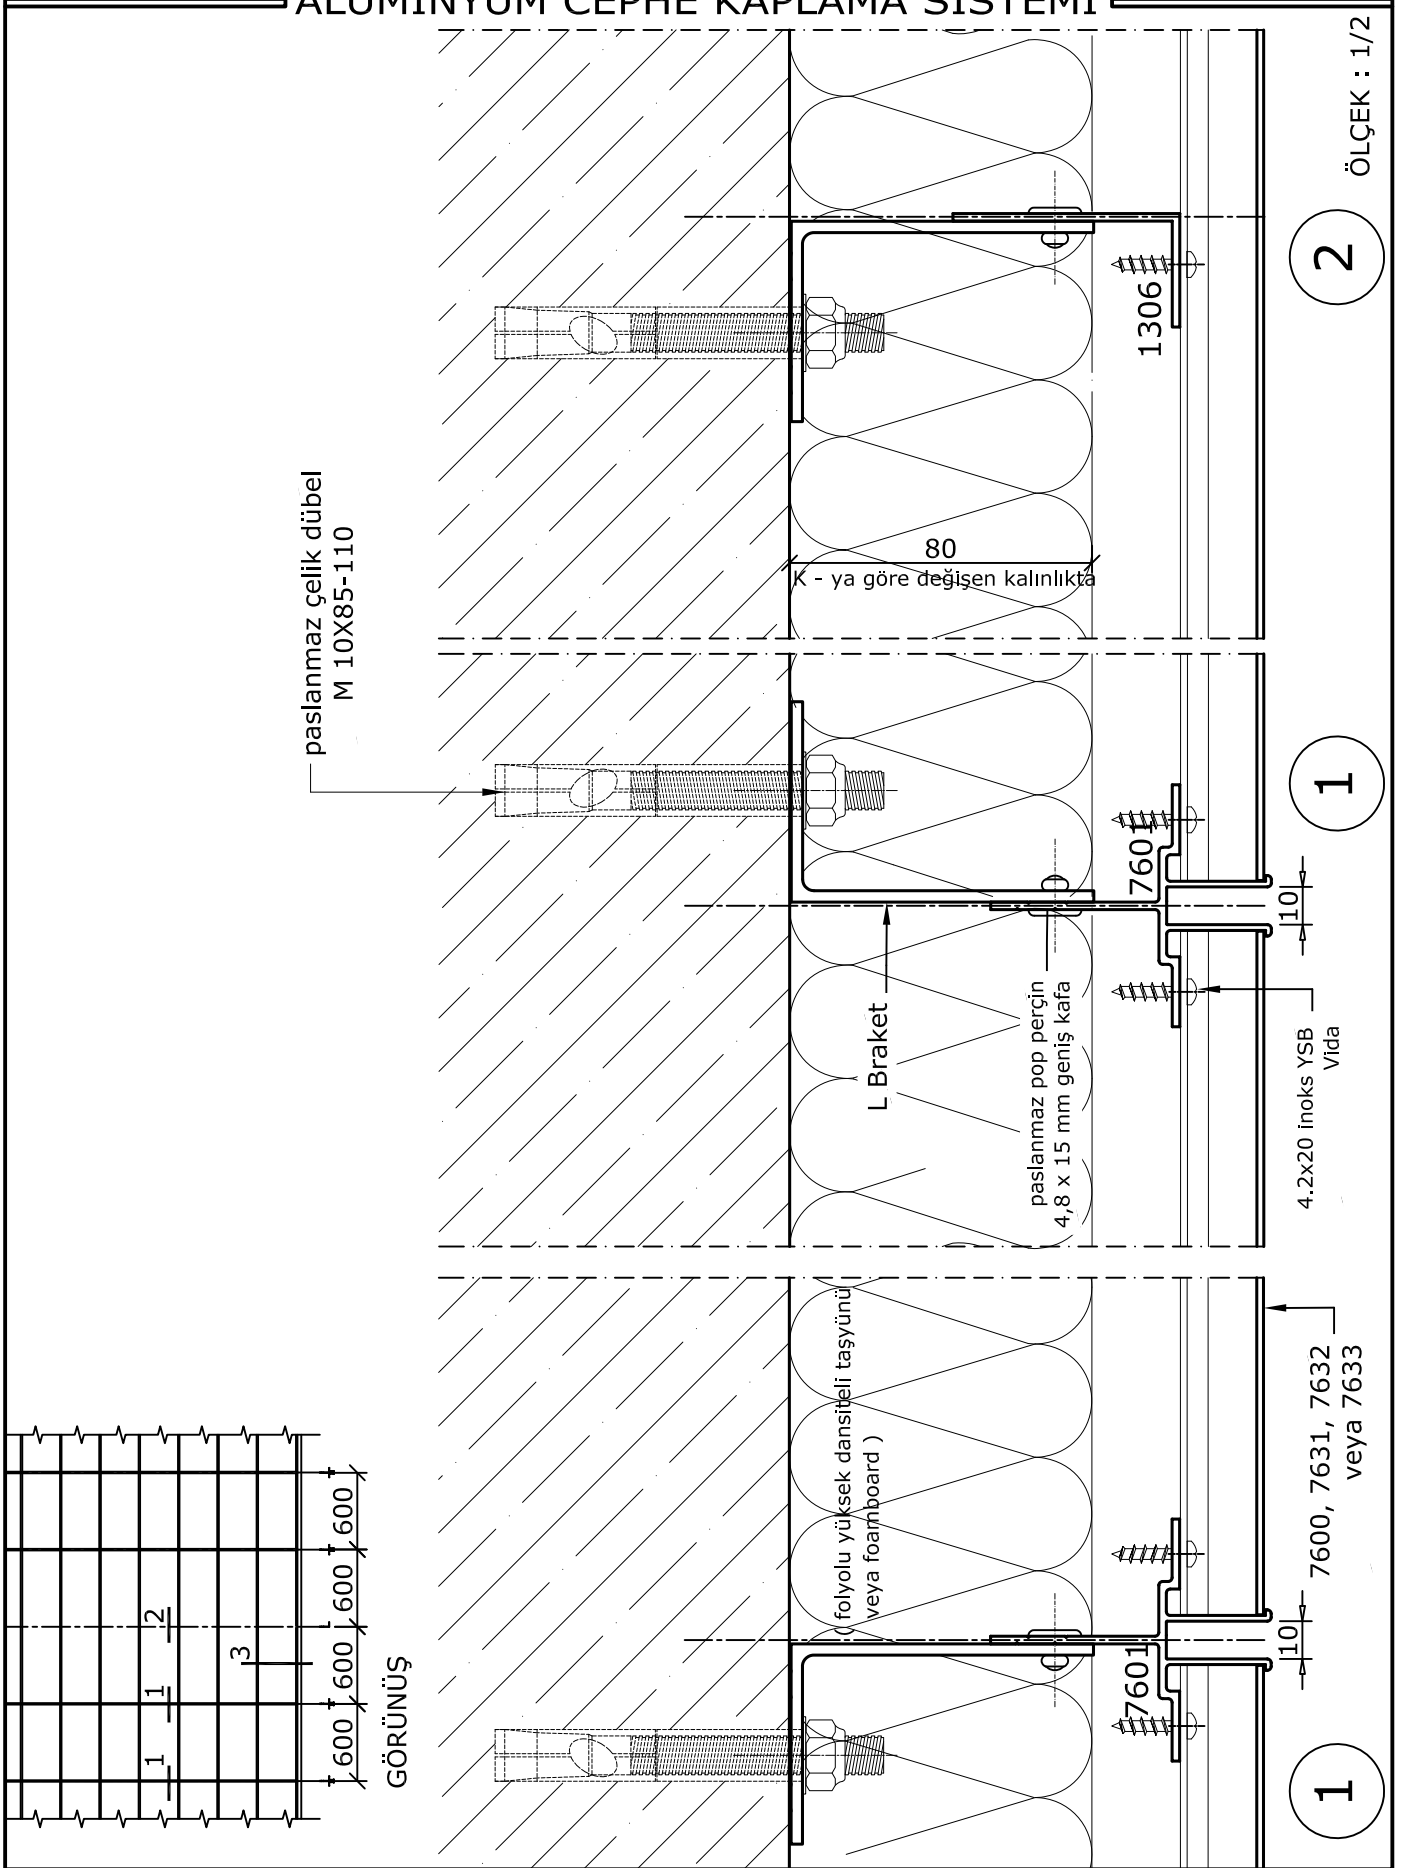 ALÜMİNYUM CEPHE KAPLAMA SİSTEMİ
ÖLÇEK : 1/2
paslanmaz çelik dübel
M 10X85-110
80
K - ya göre değişen kalınlıkta
1306
2
7601
1
10
L Braket
paslanmaz pop perçin
4,8 x 15 mm geniş kafa
4.2x20 inoks YSB
Vida
( folyolu yüksek dansiteli taşyünü
veya foamboard )
7600, 7631, 7632
veya 7633
7601
10
1
1
1
2
3
600
600
600
600
GÖRÜNÜŞ